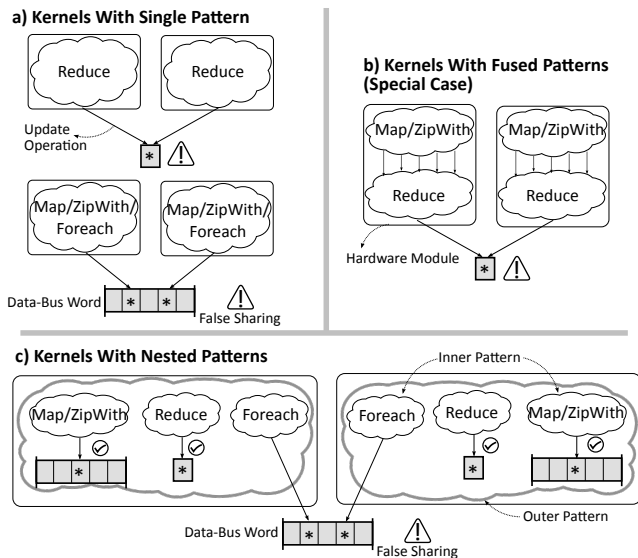 a) Kernels With Single Pattern
Reduce
Reduce
Update
Operation
*
Map/ZipWith/
Foreach
Map/ZipWith/
Foreach
Data-Bus Word
* *
False Sharing
b) Kernels With Fused Patterns
(Special Case)
Map/ZipWith
Map/ZipWith
Reduce
Reduce
Hardware Module
*
c) Kernels With Nested Patterns
Inner Pattern
Map/ZipWith
Reduce
Foreach
Foreach
Reduce
Map/ZipWith
*
*
*
*
Data-Bus Word
* *
False Sharing
Outer Pattern